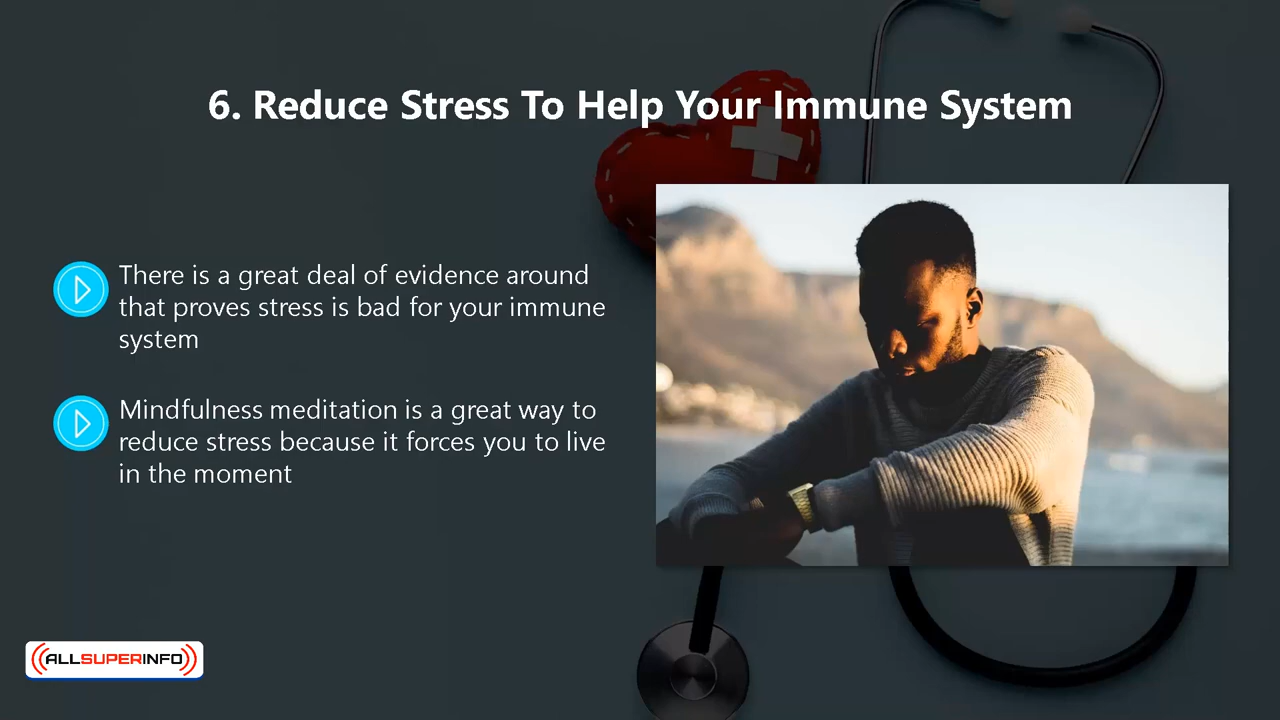 6. Reduce Stress To Help Your Immune System
There is a great deal of evidence around
that proves stress is bad for your immune
system
Mindfulness meditation is a great way to
reduce stress because it forces you to live
in the moment
((ALLSUPERINFO))